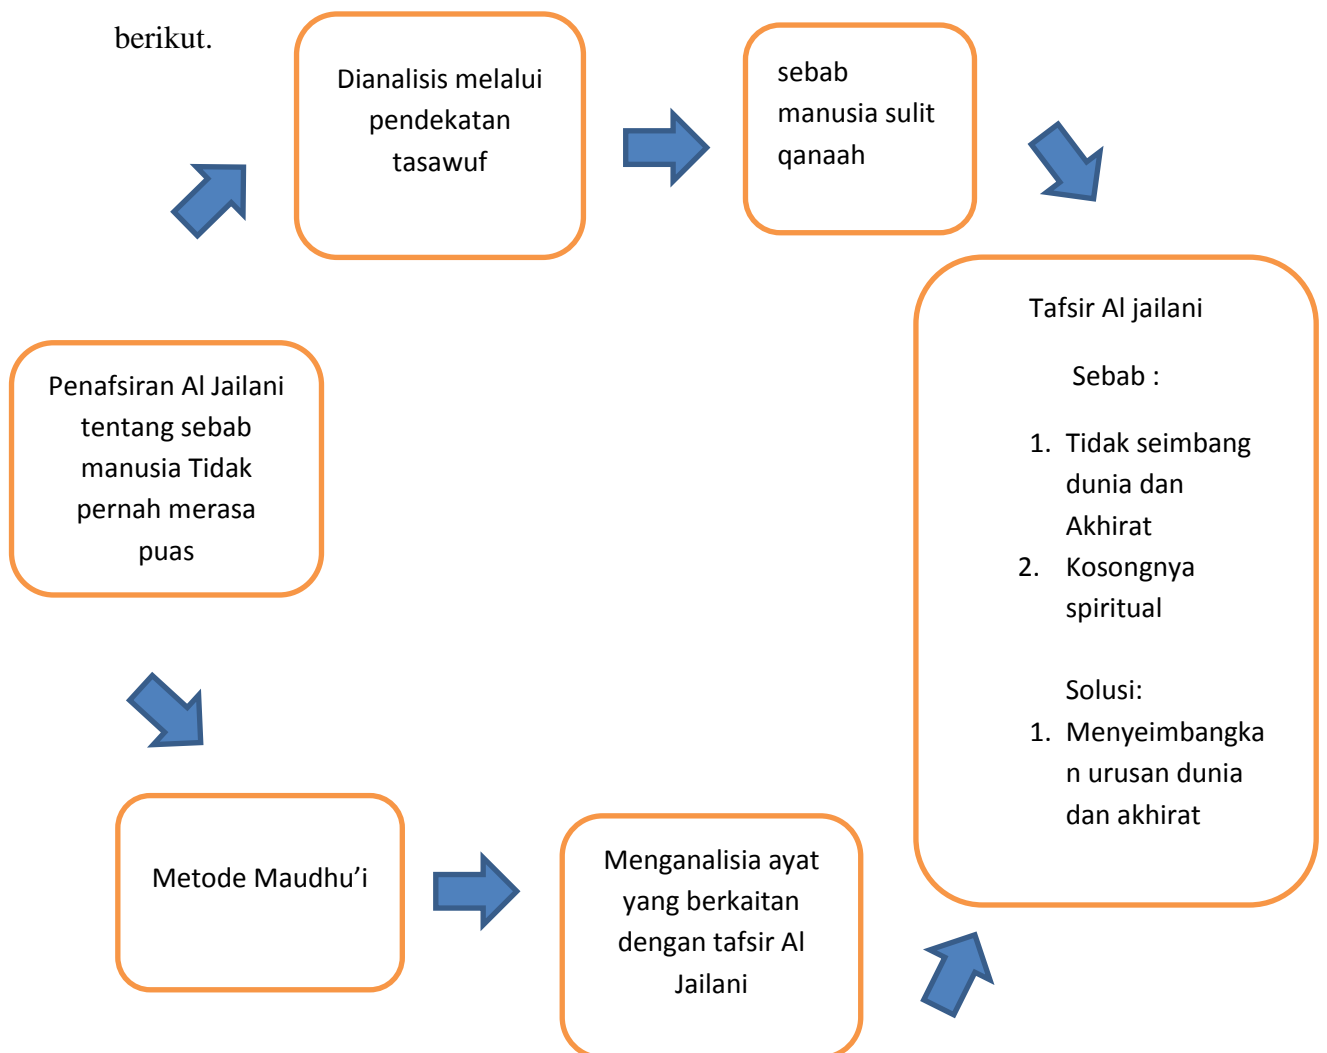 berikut.
Dianalisis melalui
pendekatan
tasawuf
sebab
manusia sulit
qanaah
Penafsiran Al Jailani
tentang sebab
manusia Tidak
pernah merasa
puas
Tafsir Al jailani
Sebab :
1. Tidak seimbang
dunia dan
Akhirat
2. Kosongnya
spiritual
Solusi:
1. Menyeimbangka
n urusan dunia
dan akhirat
Metode Maudhu’i
Menganalisia ayat
yang berkaitan
dengan tafsir Al
Jailani